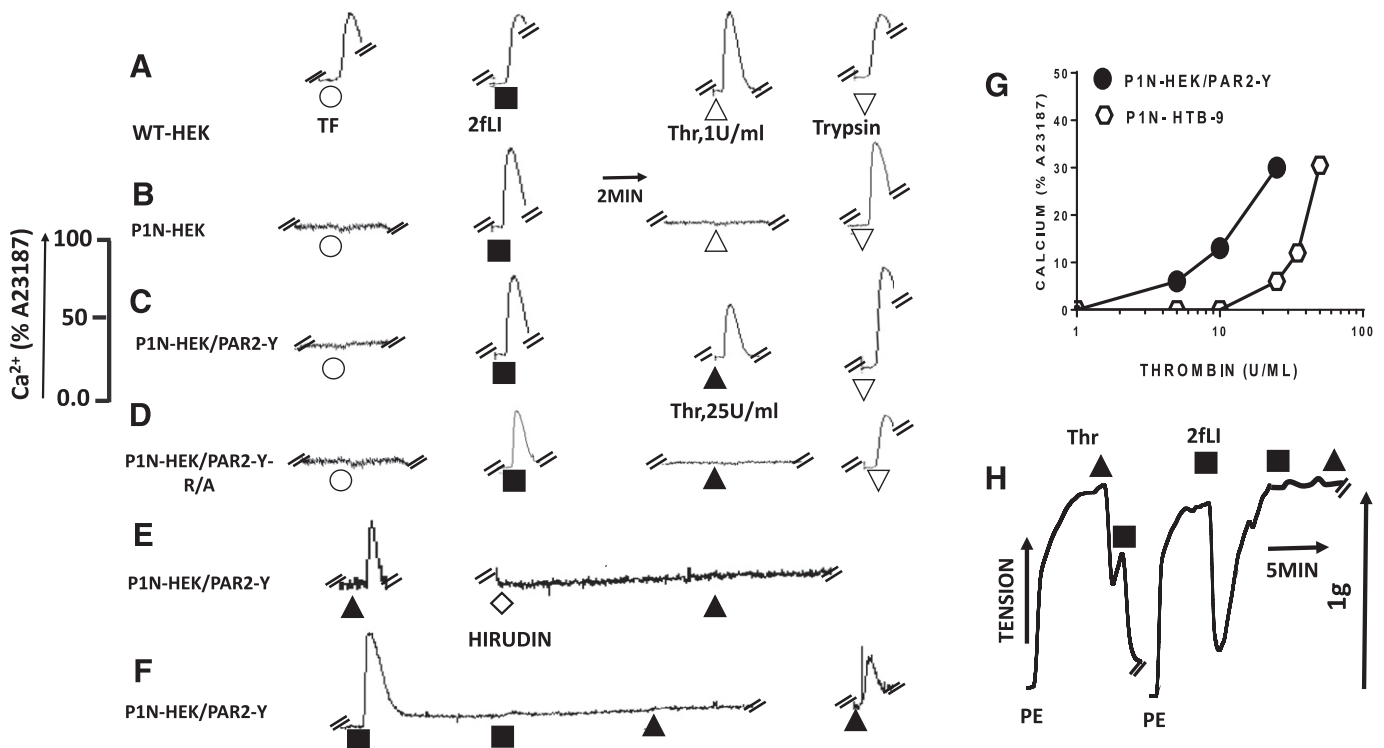 A
WT-HEK
TF
2fLI
Thr,1U/ml
Trypsin
B
P1N-HEK
2MIN
Ca²⁺ (% A23187)
100
50
0.0
C
P1N-HEK/PAR2-Y
Thr,25U/ml
D
P1N-HEK/PAR2-Y-
R/A
E
P1N-HEK/PAR2-Y
HIRUDIN
F
P1N-HEK/PAR2-Y
G
P1N-HEK/PAR2-Y
P1N- HTB-9
CALCIUM (% A23187)
50
40
30
20
10
0
1
10
100
THROMBIN (U/ML)
H
Thr
2fLI
TENSION
5MIN
1g
PE
PE